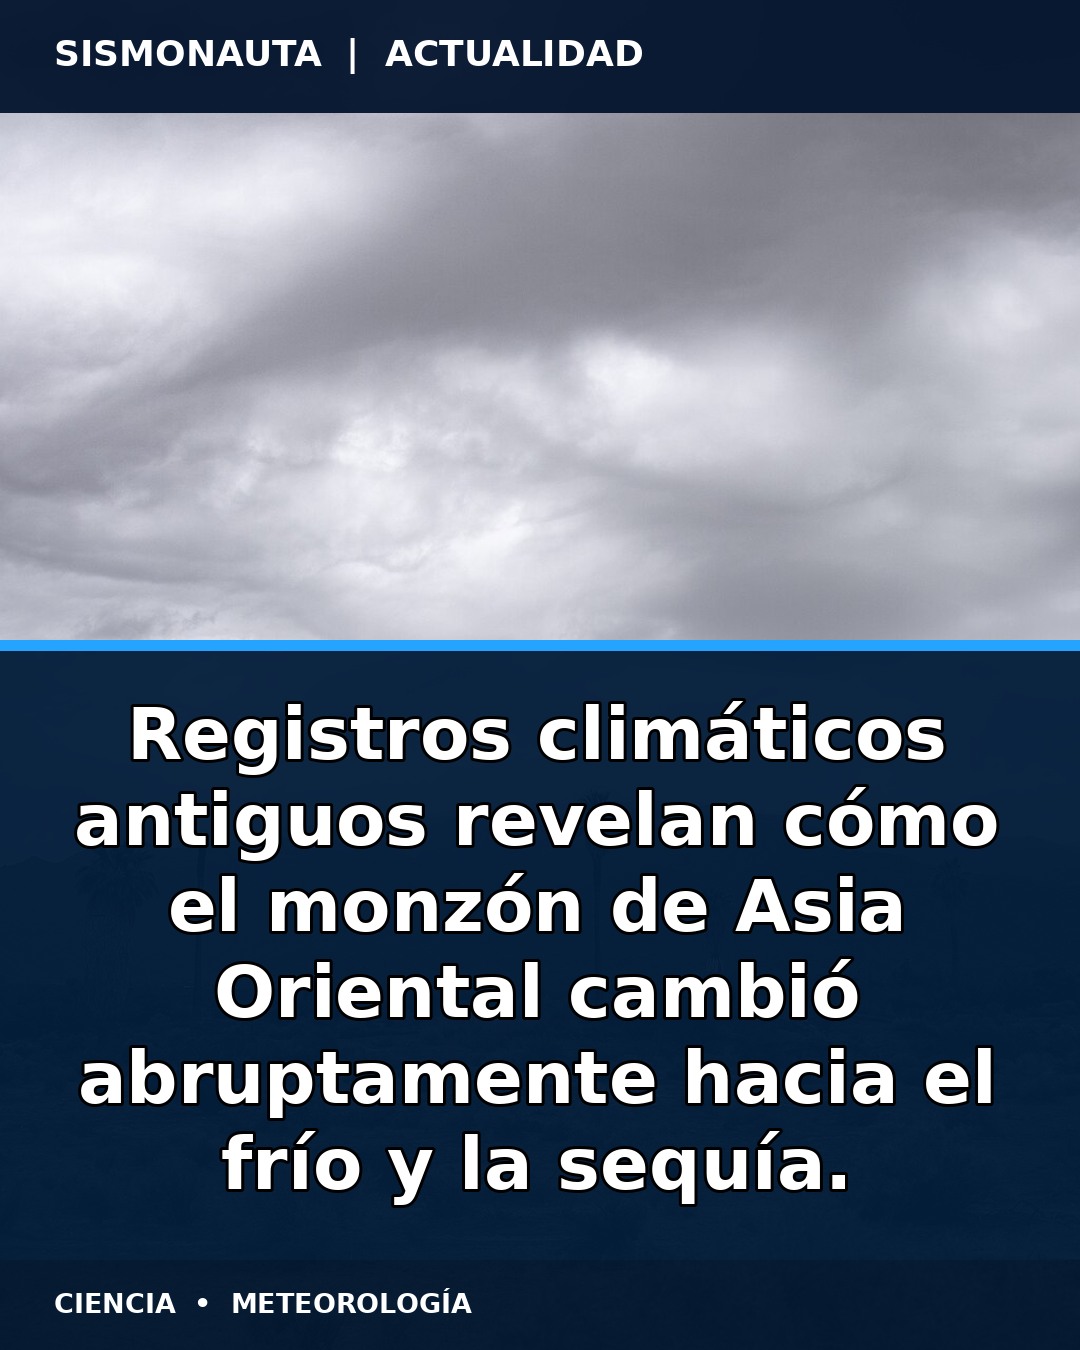 SISMONAUTA | ACTUALIDAD
Registros climáticos
antiguos revelan cómo
el monzón de Asia
Oriental cambió
abruptamente hacia el
frío y la sequía.
CIENCIA • METEOROLOGÍA